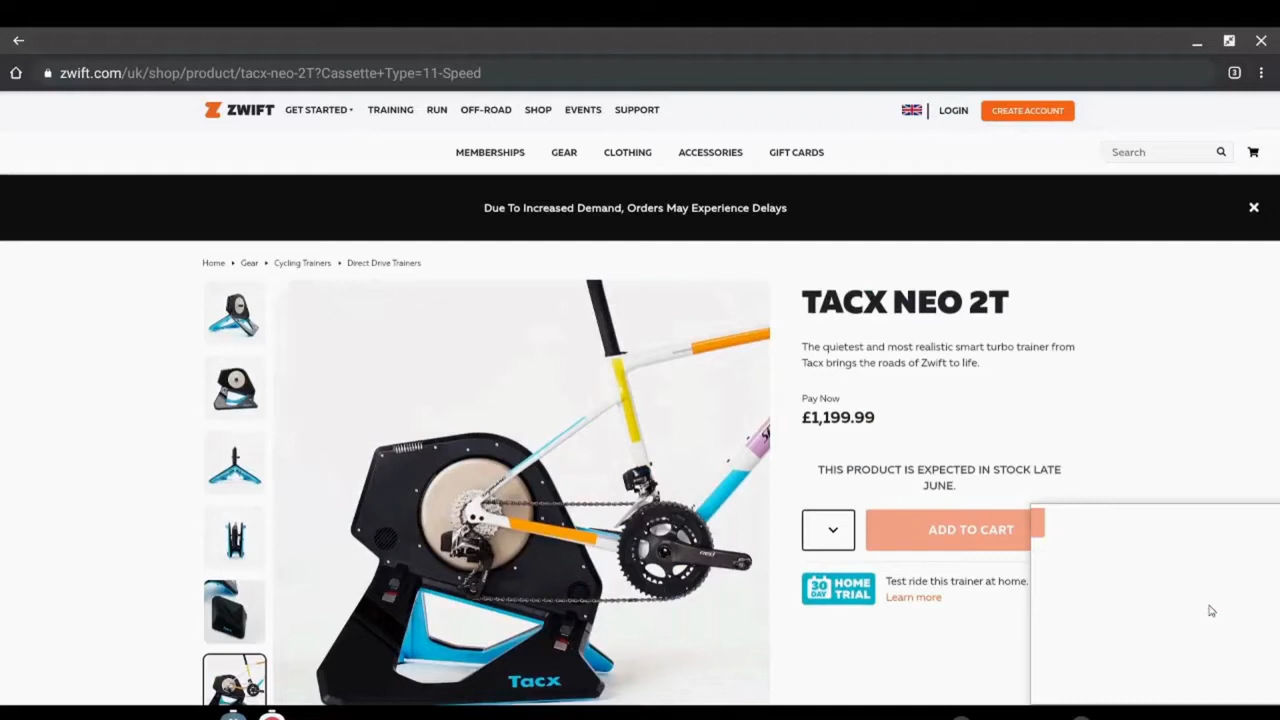 zwift.com/uk/shop/product/tacx-neo-2T?Cassette+Type=11-Speed
3
ZWIFT GET STARTED TRAINING RUN OFF-ROAD SHOP EVENTS SUPPORT LOGIN CREATE ACCOUNT
MEMBERSHIPS GEAR CLOTHING ACCESSORIES GIFT CARDS Search
Due To Increased Demand, Orders May Experience Delays
Home Gear Cycling Trainers Direct Drive Trainers
TACX NEO 2T
The quietest and most realistic smart turbo trainer from
Tacx brings the roads of Zwift to life.
Pay Now
£1,199.99
THIS PRODUCT IS EXPECTED IN STOCK LATE
JUNE.
ADD TO CART
30 DAY HOME TRIAL
Test ride this trainer at home.
Learn more
Tacx